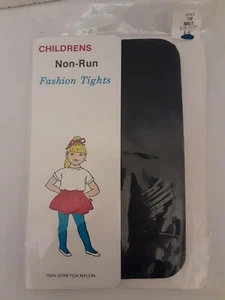 CHILDRENS
Non-Run
Fashion Tights
100% STRETCH NYLON